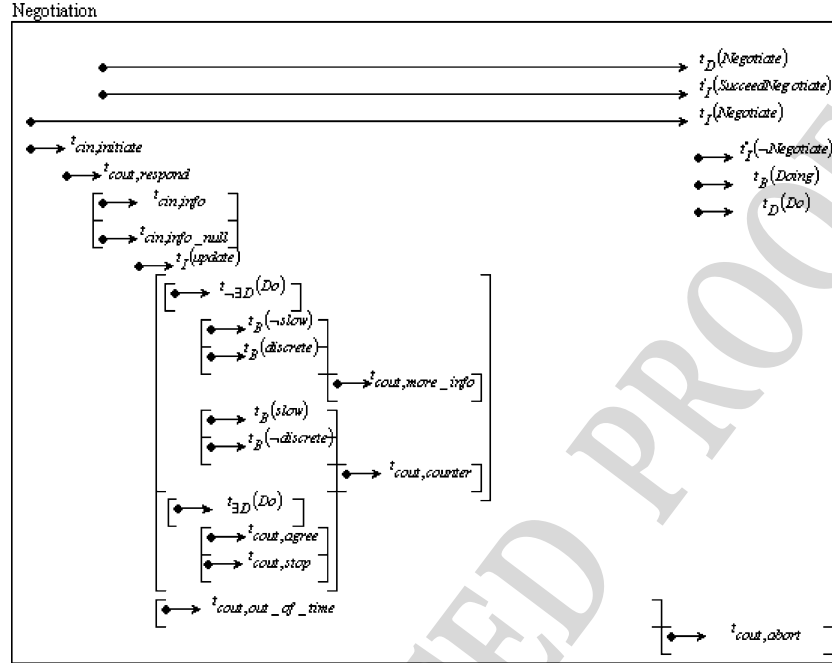 Negotiation
t_D(Negotiate)
t'_I(SucceedNegotiate)
t_I(Negotiate)
t_cin,initiate
t''_I(¬Negotiate)
t_cout,respond
t_B(Doing)
t_cin,info
t_D(Do)
t_cin,info_null
t_I(update)
t_¬∃D(Do)
t_B(¬slow)
t_B(discrete)
t_cout,more_info
t_B(slow)
t_B(¬discrete)
t_cout,counter
t_∃D(Do)
t_cout,agree
t_cout,stop
t_cout,out_of_time
t_cout,abort
ED PROOF